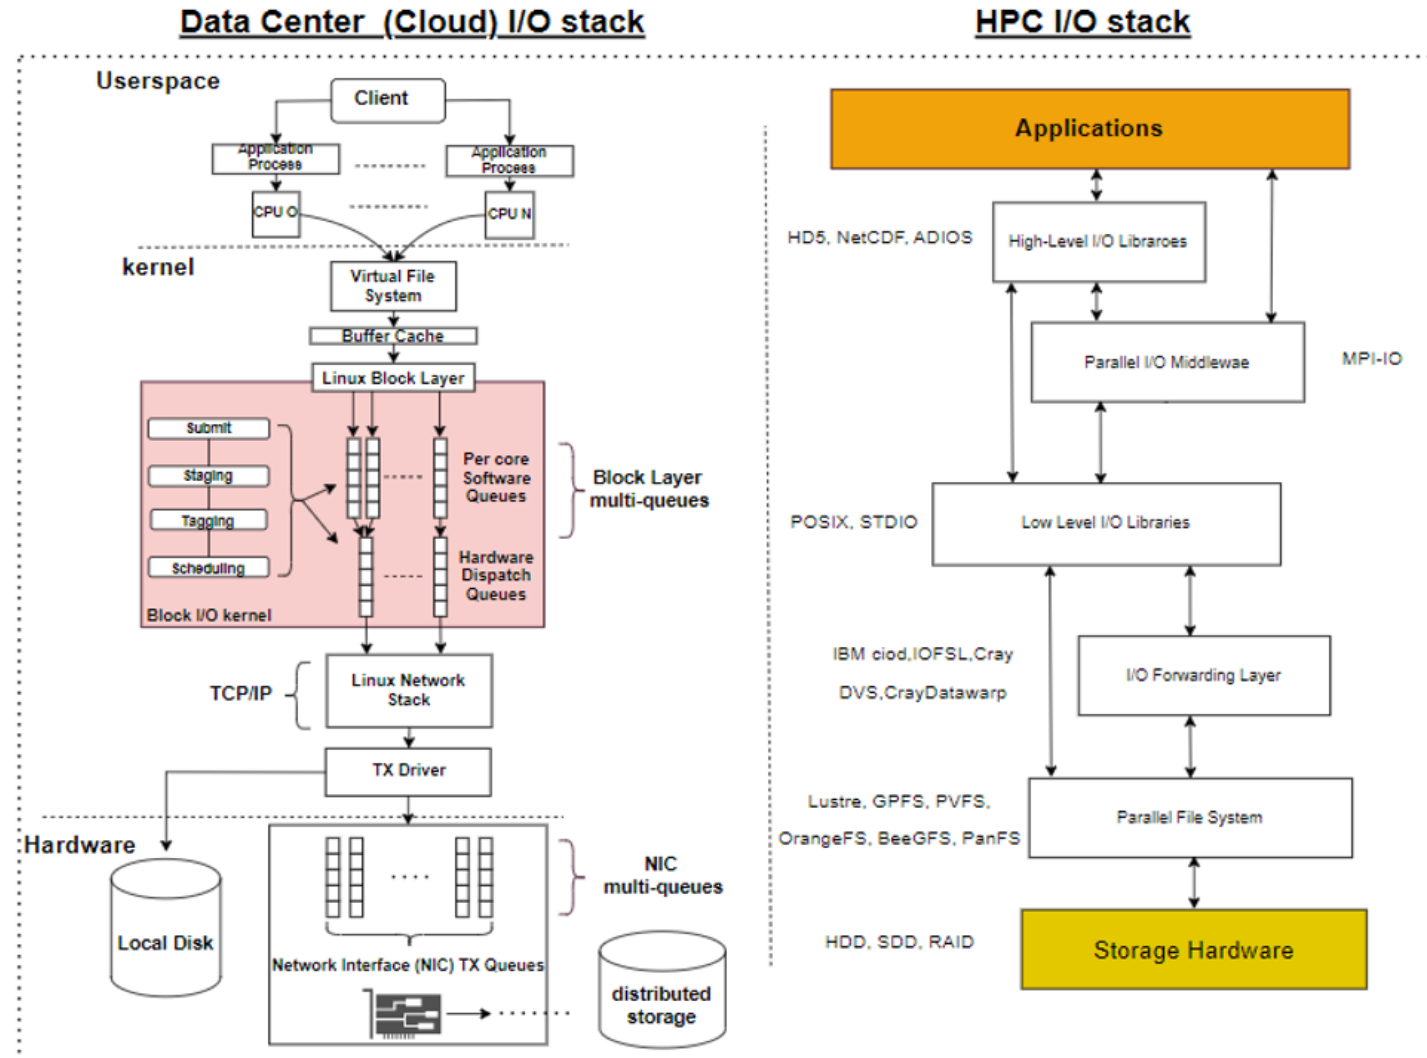 Data Center (Cloud) I/O stack
Userspace
Client
Application
Process
Application
Process
CPU O
CPU N
kernel
Virtual File
System
Buffer Cache
Linux Block Layer
Submit
Staging
Tagging
Scheduling
Block I/O kernel
Per core
Software
Queues
Hardware
Dispatch
Queues
Block Layer
multi-queues
TCP/IP
Linux Network
Stack
TX Driver
Hardware
Local Disk
NIC
multi-queues
Network Interface (NIC) TX Queues
distributed
storage
HPC I/O stack
Applications
HD5, NetCDF, ADIOS
High-Level I/O Libraroes
Parallel I/O Middlewae
MPI-IO
POSIX, STDIO
Low Level I/O Libraries
IBM ciod,IOFSL,Cray
DVS,CrayDatawarp
I/O Forwarding Layer
Lustre, GPFS, PVFS,
OrangeFS, BeeGFS, PanFS
Parallel File System
HDD, SDD, RAID
Storage Hardware